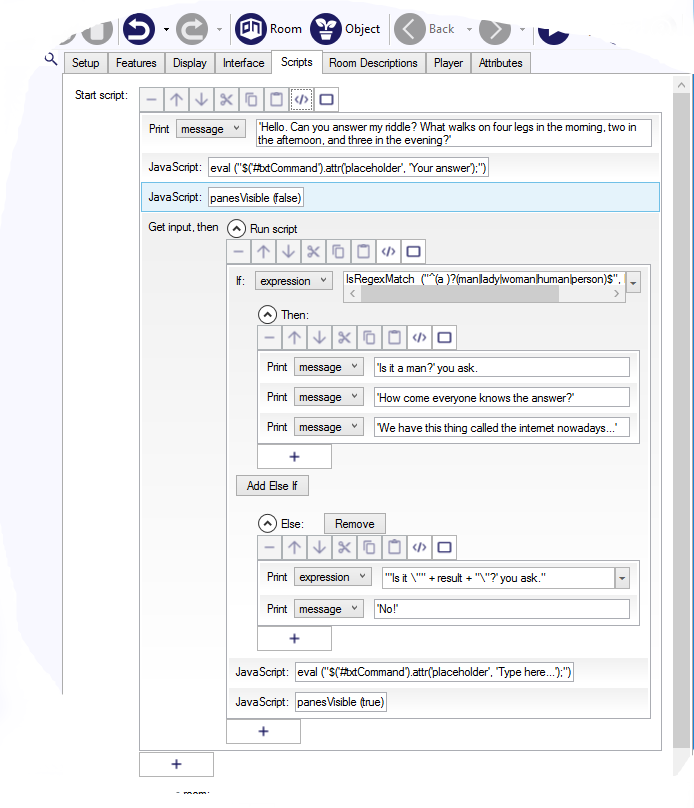 Room Object Back
Setup Features Display Interface Scripts Room Descriptions Player Attributes
Start script:
Print message 'Hello. Can you answer my riddle? What walks on four legs in the morning, two in
the afternoon, and three in the evening?'
JavaScript: eval ("$('#txtCommand').attr('placeholder', 'Your answer');")
JavaScript: panesVisible (false)
Get input, then Run script
If: expression IsRegexMatch ("^(a )?(man|lady|woman|human|person)$",
Then:
Print message 'Is it a man?' you ask.
Print message 'How come everyone knows the answer?'
Print message 'We have this thing called the internet nowadays...'
+
Add Else If
Else: Remove
Print expression "'Is it \"" + result + "\"?' you ask."
Print message 'No!'
+
JavaScript: eval ("$('#txtCommand').attr('placeholder', 'Type here...');")
JavaScript: panesVisible (true)
+
+
room: